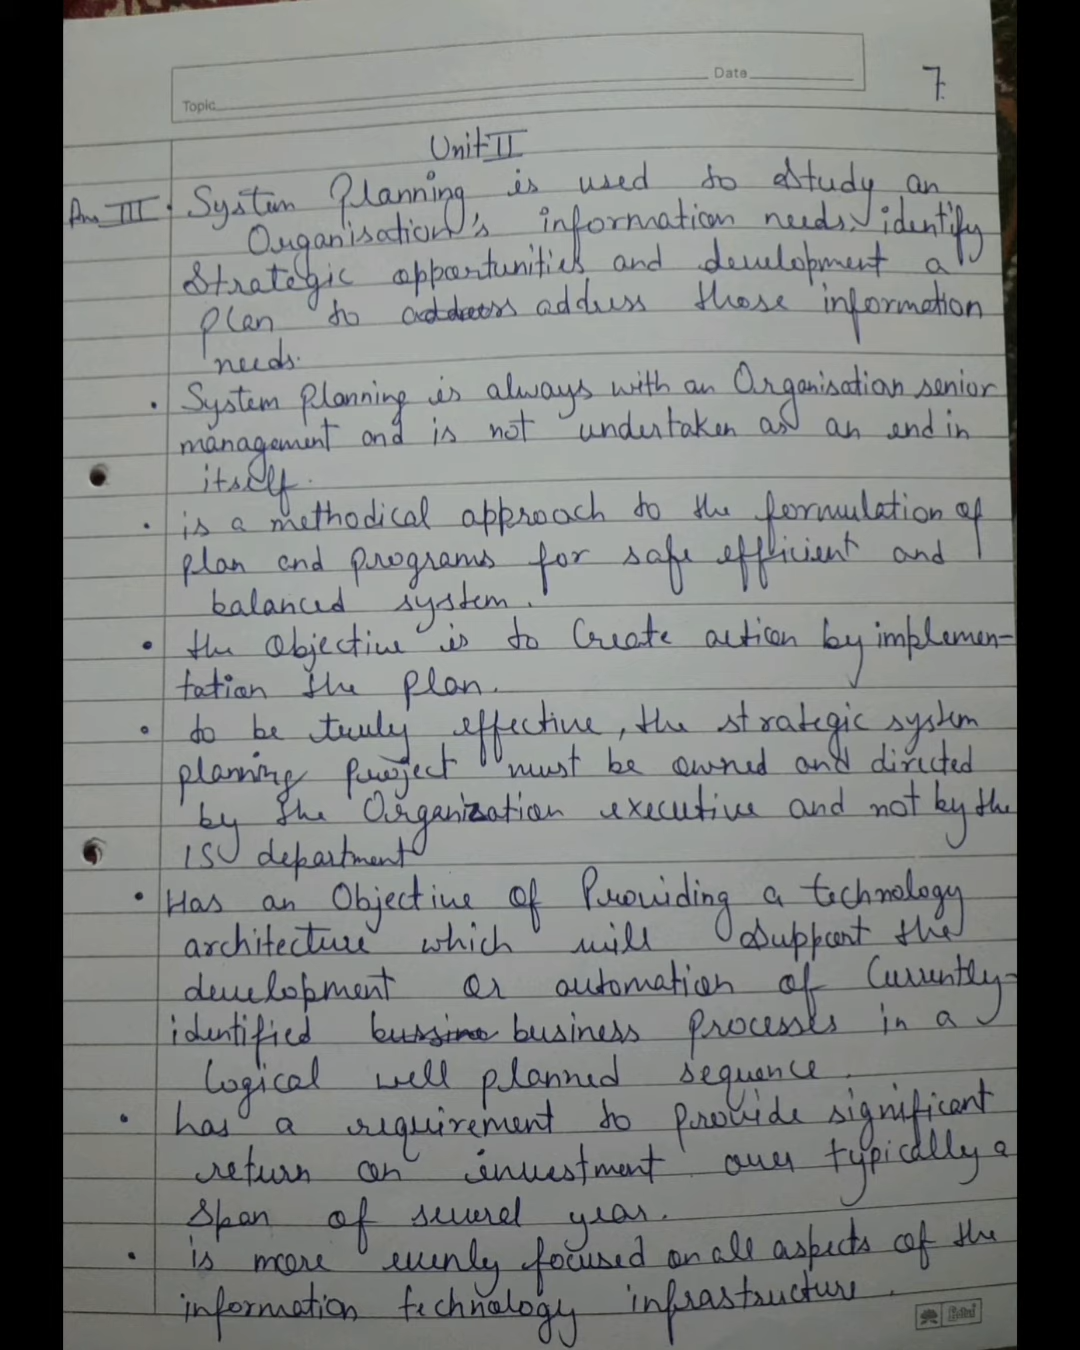 Date 7
Topic
Unit II
Ans III. System Planning is used to study an
Organisation's information needs, identify
strategic opportunities and development a
plan to address address those information
needs.
• System planning is always with an Organisation senior
management and is not undertaken as an end in
itself.
• is a methodical approach to the formulation of
plan and programs for safe efficient and
balanced system.
• the Objective is to Create action by implemen-
tation the plan.
• to be truly effective, the strategic system
planning project must be owned and directed
by the Organization executive and not by the
IS department
• Has an Objective of Providing a technology
architecture which will Support the
development or automation of Currently-
identified bussine business processes in a
logical well planned sequence.
• has a requirement to provide significant
return on investment over typically a
span of several year.
• is more evenly focused on all aspects of the
information technology infrastructure.